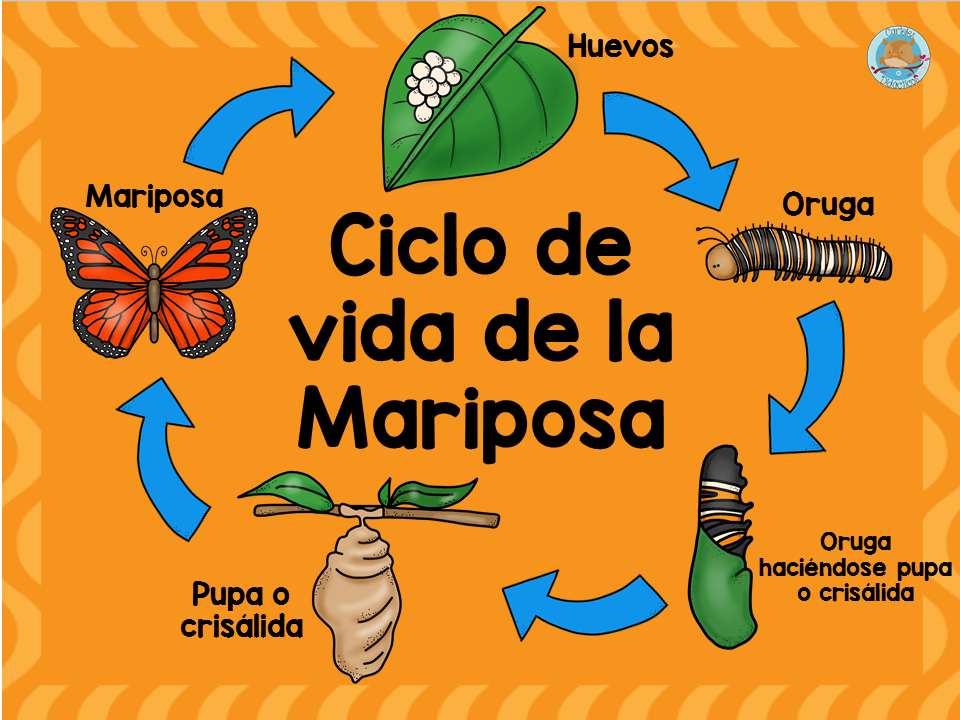 Huevos
Mariposa
Oruga
Ciclo de
vida de la
Mariposa
Oruga
haciéndose pupa
o crisálida
Pupa o
crisálida